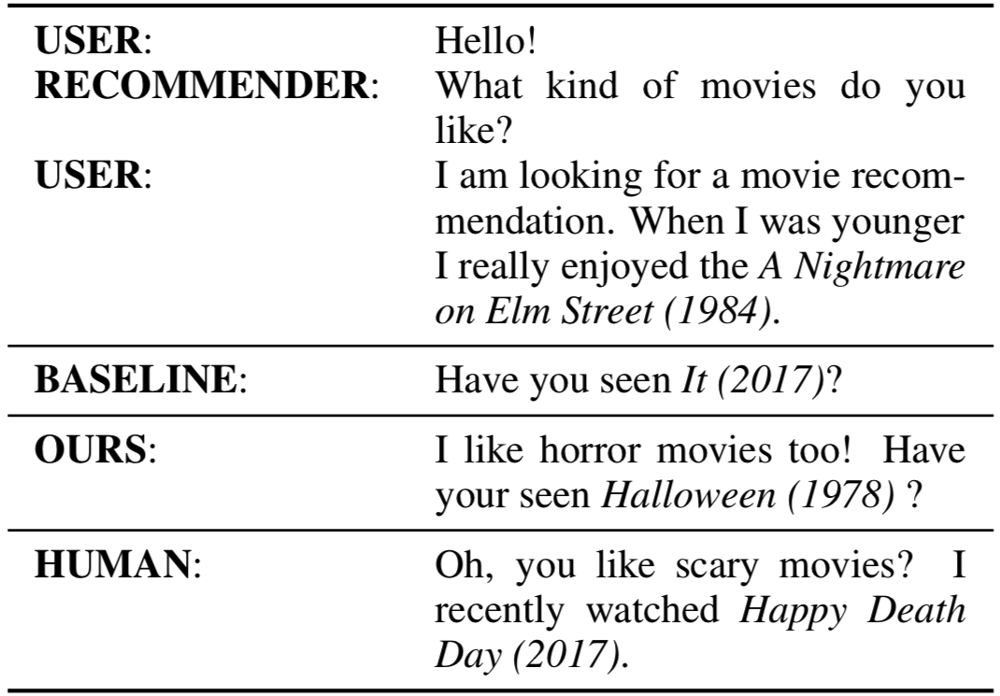 USER: Hello!
RECOMMENDER: What kind of movies do you
like?
USER: I am looking for a movie recom-
mendation. When I was younger
I really enjoyed the A Nightmare
on Elm Street (1984).
BASELINE: Have you seen It (2017)?
OURS: I like horror movies too! Have
your seen Halloween (1978) ?
HUMAN: Oh, you like scary movies? I
recently watched Happy Death
Day (2017).